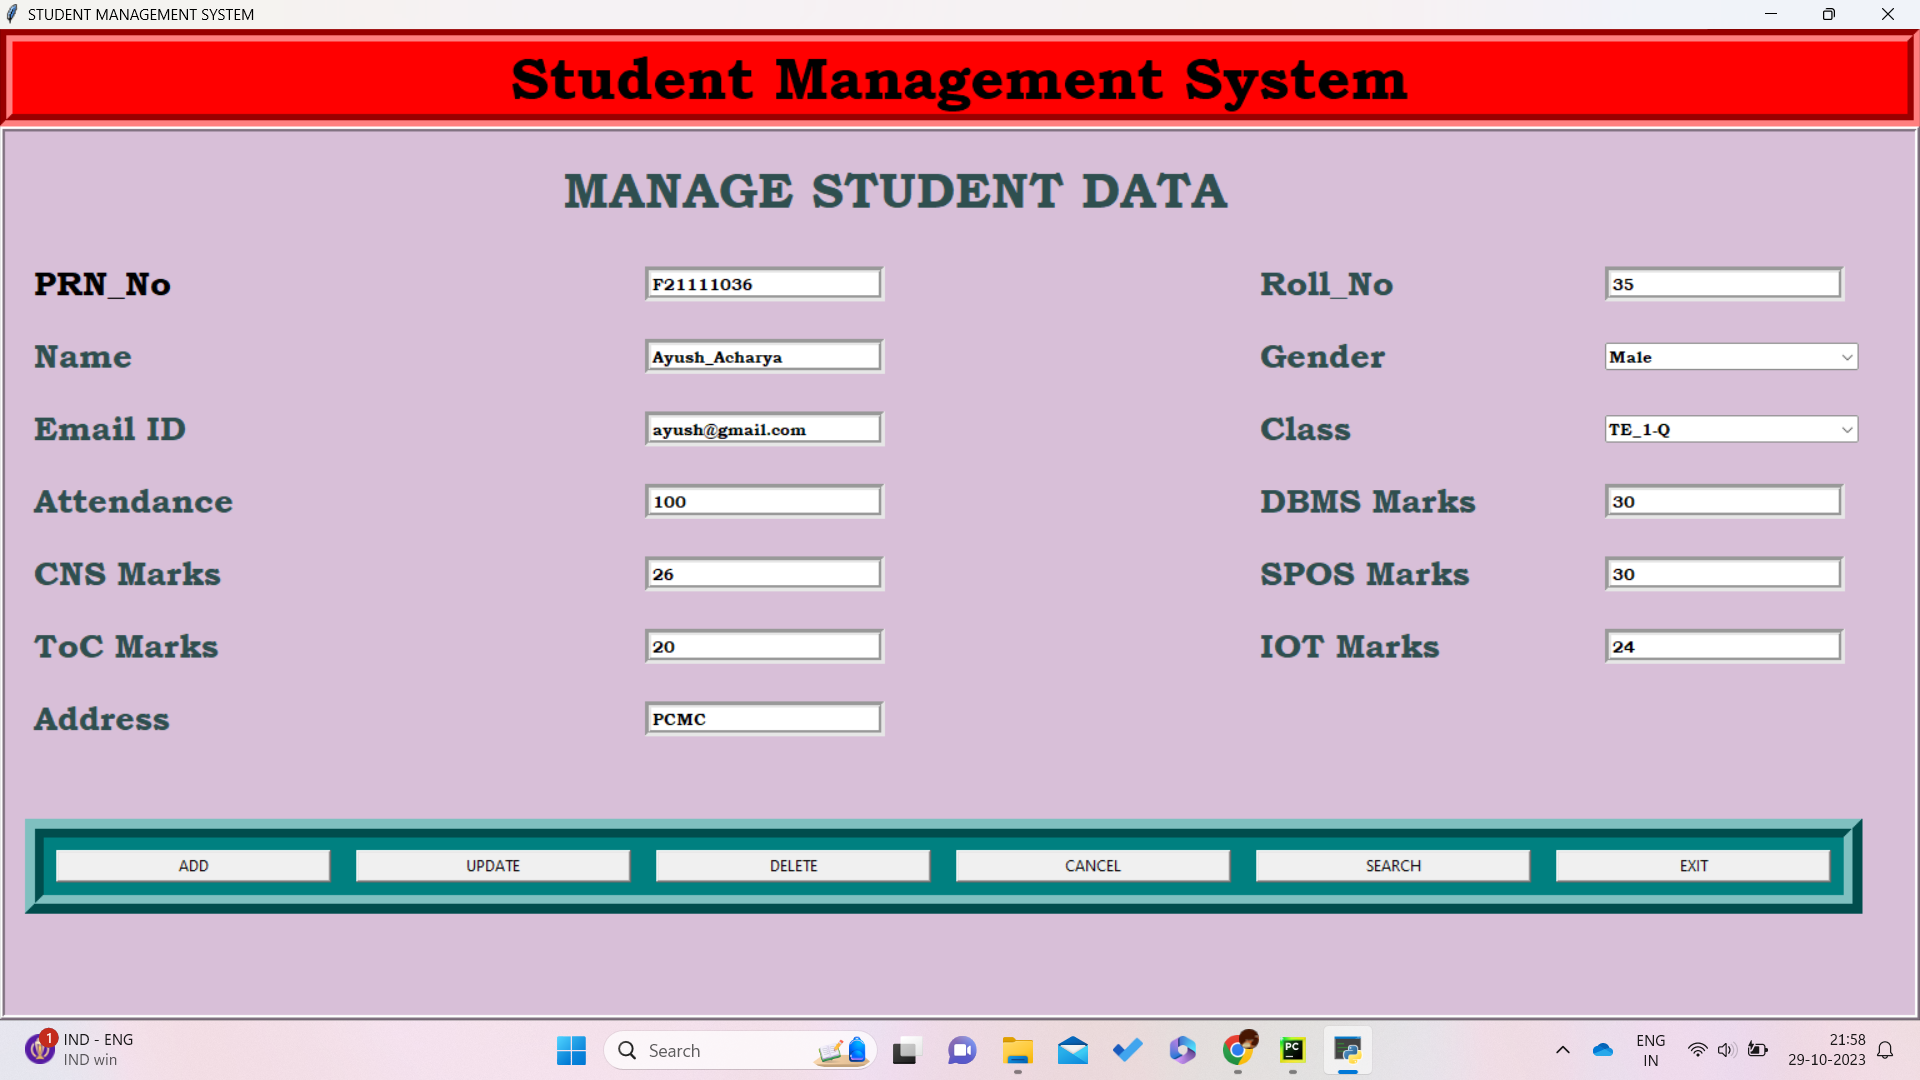 STUDENT MANAGEMENT SYSTEM
Student Management System
MANAGE STUDENT DATA
PRN_No F21111036 Roll_No 35
Name Ayush_Acharya Gender Male
Email ID ayush@gmail.com Class TE_1-Q
Attendance 100 DBMS Marks 30
CNS Marks 26 SPOS Marks 30
ToC Marks 20 IOT Marks 24
Address PCMC
ADD UPDATE DELETE CANCEL SEARCH EXIT
1 IND - ENG
IND win
Search
PC
ENG
IN
21:58
29-10-2023